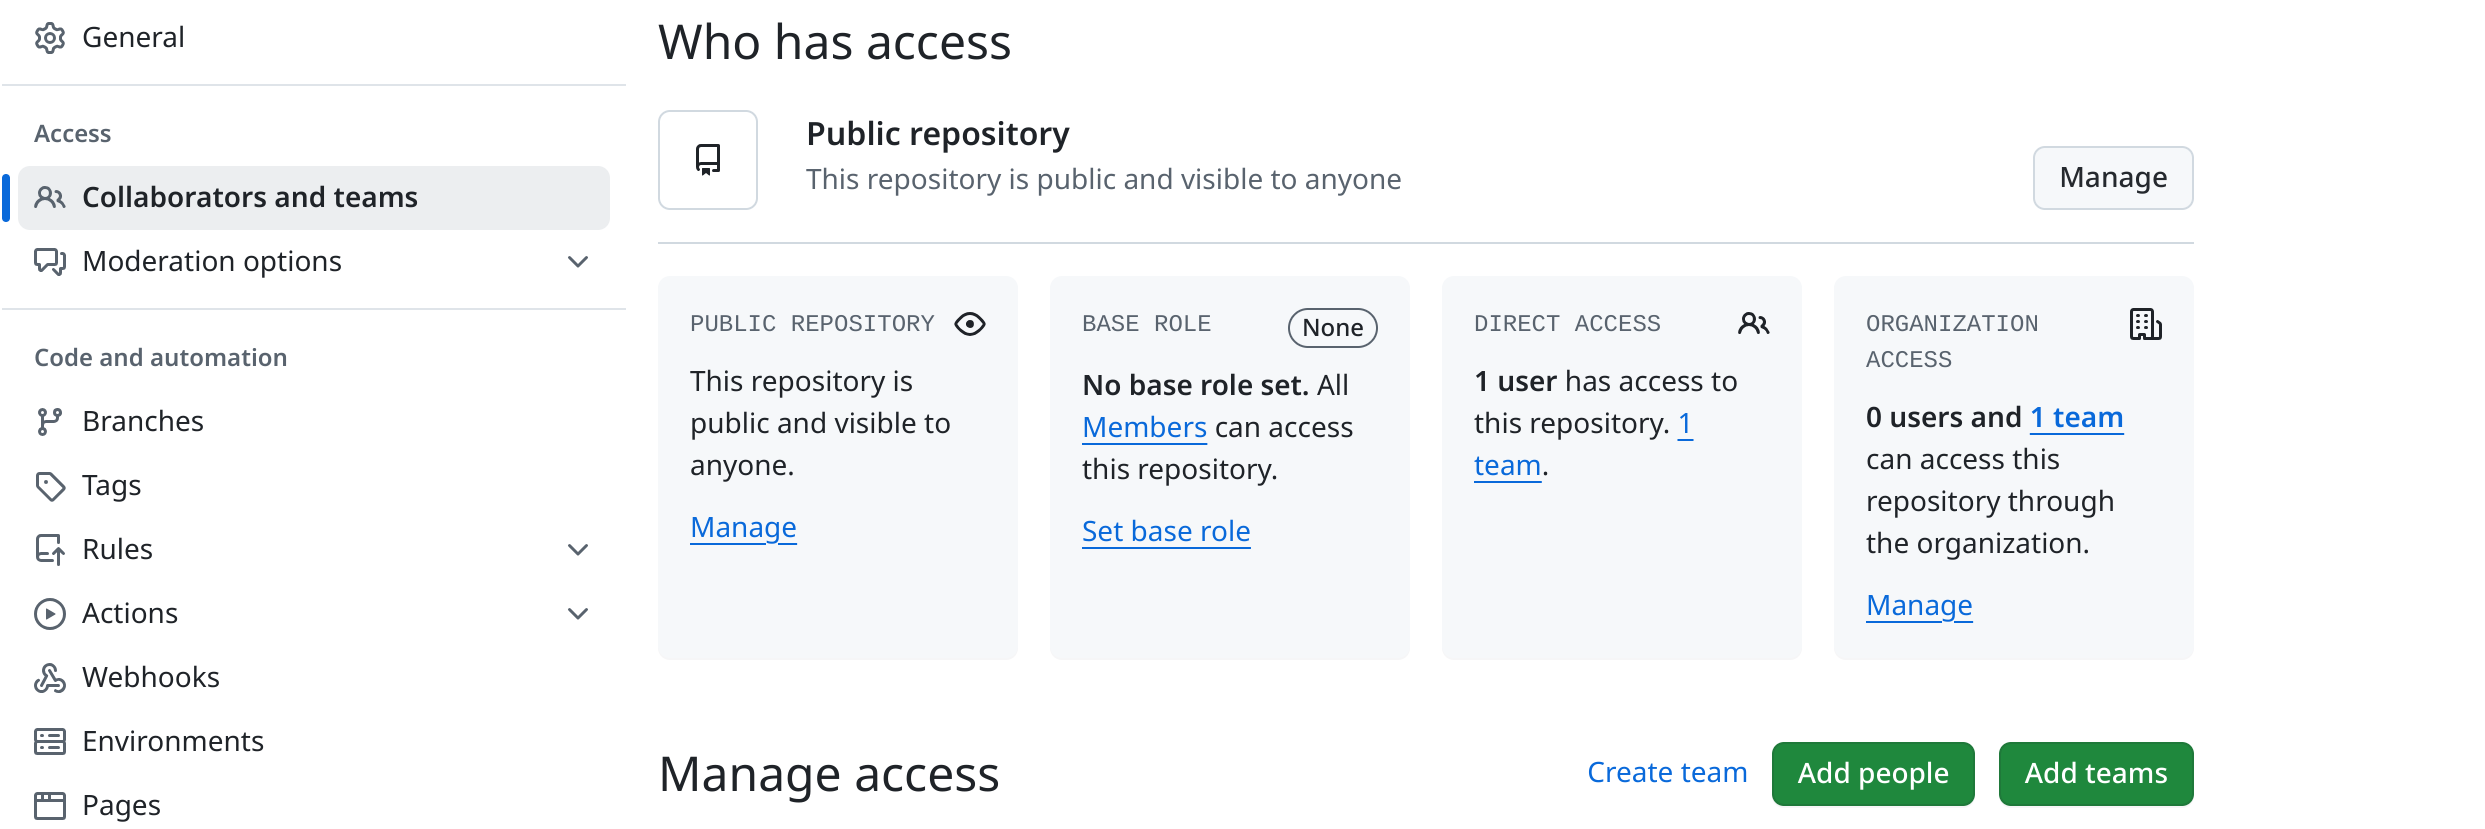 General
Access
Collaborators and teams
Moderation options
Code and automation
Branches
Tags
Rules
Actions
Webhooks
Environments
Pages
Who has access
Public repository
This repository is public and visible to anyone
Manage
PUBLIC REPOSITORY
This repository is
public and visible to
anyone.
Manage
BASE ROLE
None
No base role set. All
Members can access
this repository.
Set base role
DIRECT ACCESS
1 user has access to
this repository. 1
team.
ORGANIZATION
ACCESS
0 users and 1 team
can access this
repository through
the organization.
Manage
Manage access
Create team
Add people
Add teams